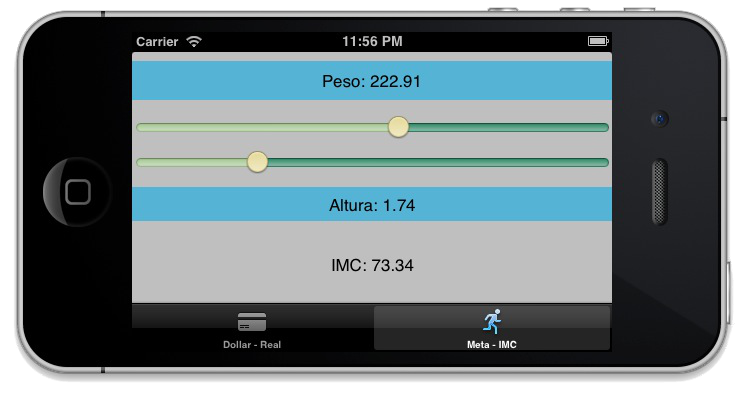 Carrier 11:56 PM
Peso: 222.91
Altura: 1.74
IMC: 73.34
Dollar - Real Meta - IMC